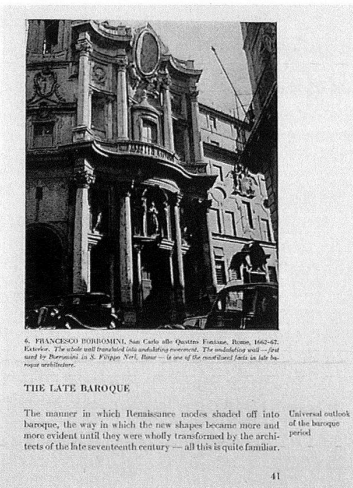 6. FRANCESCO BORROMINI. San Carlo alle Quattro Fontane, Rome, 1662-67.
Exterior. The whole wall translated into undulating movement. The undulating wall — first
used by Borromini in S. Filippo Neri, Rome — is one of the constituent facts in late ba-
roque architecture.
THE LATE BAROQUE
The manner in which Renaissance modes shaded off into
baroque, the way in which the new shapes became more and
more evident until they were wholly transformed by the archi-
tects of the late seventeenth century — all this is quite familiar.
Universal outlook
of the baroque
period
41